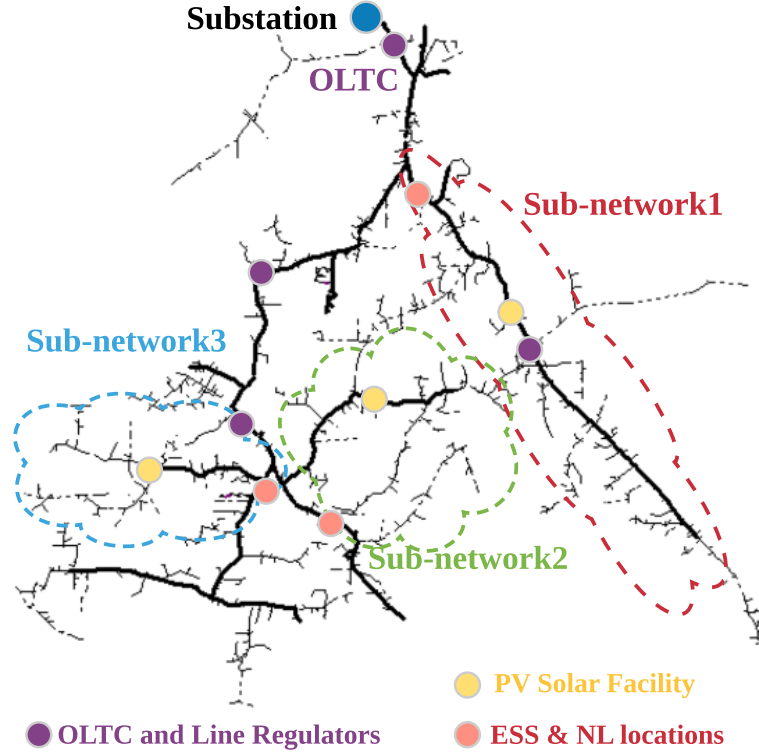 Substation
OLTC
Sub-network1
Sub-network3
Sub-network2
PV Solar Facility
OLTC and Line Regulators
ESS & NL locations